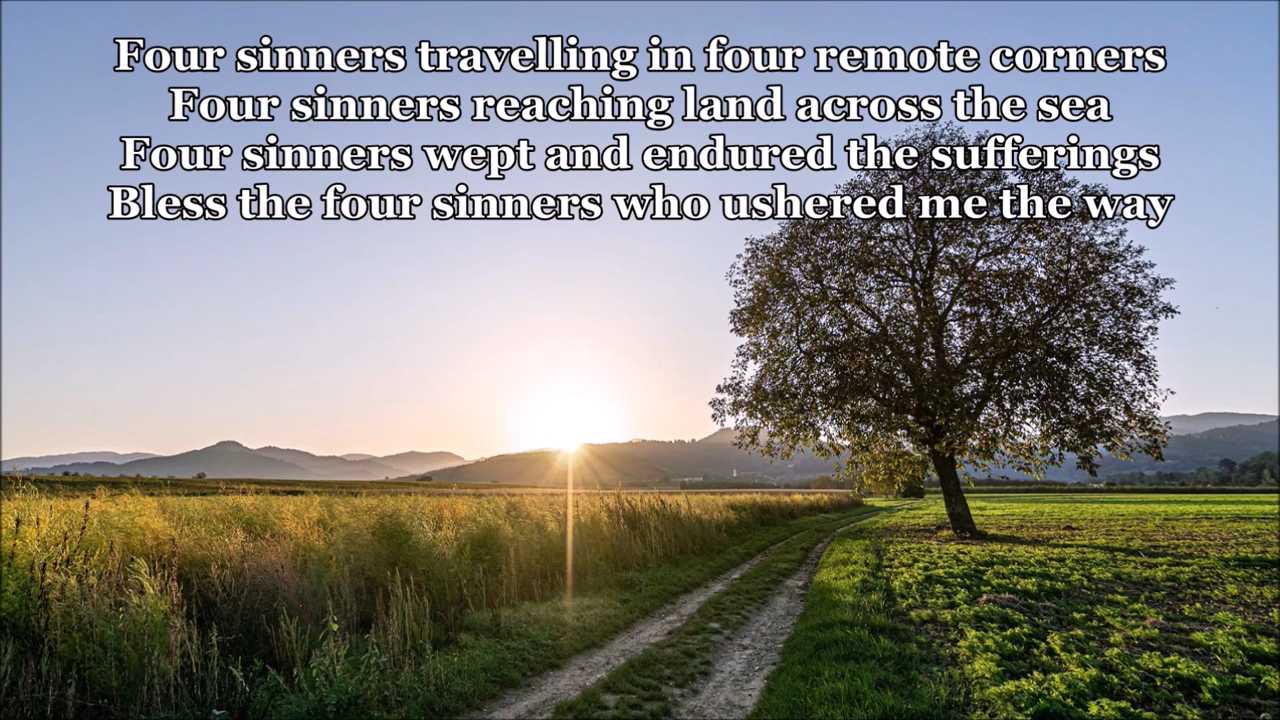 Four sinners travelling in four remote corners
Four sinners reaching land across the sea
Four sinners wept and endured the sufferings
Bless the four sinners who ushered me the way